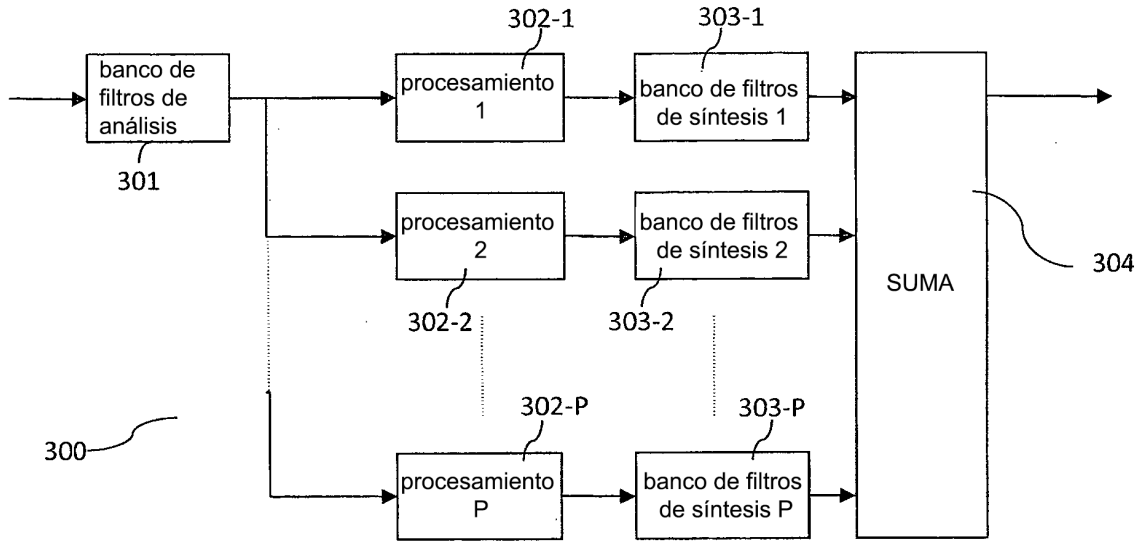 302-1
303-1
banco de
filtros de
análisis
301
procesamiento
1
banco de filtros
de síntesis 1
procesamiento
2
302-2
banco de filtros
de síntesis 2
303-2
SUMA
304
300
302-P
303-P
procesamiento
P
banco de filtros
de síntesis P